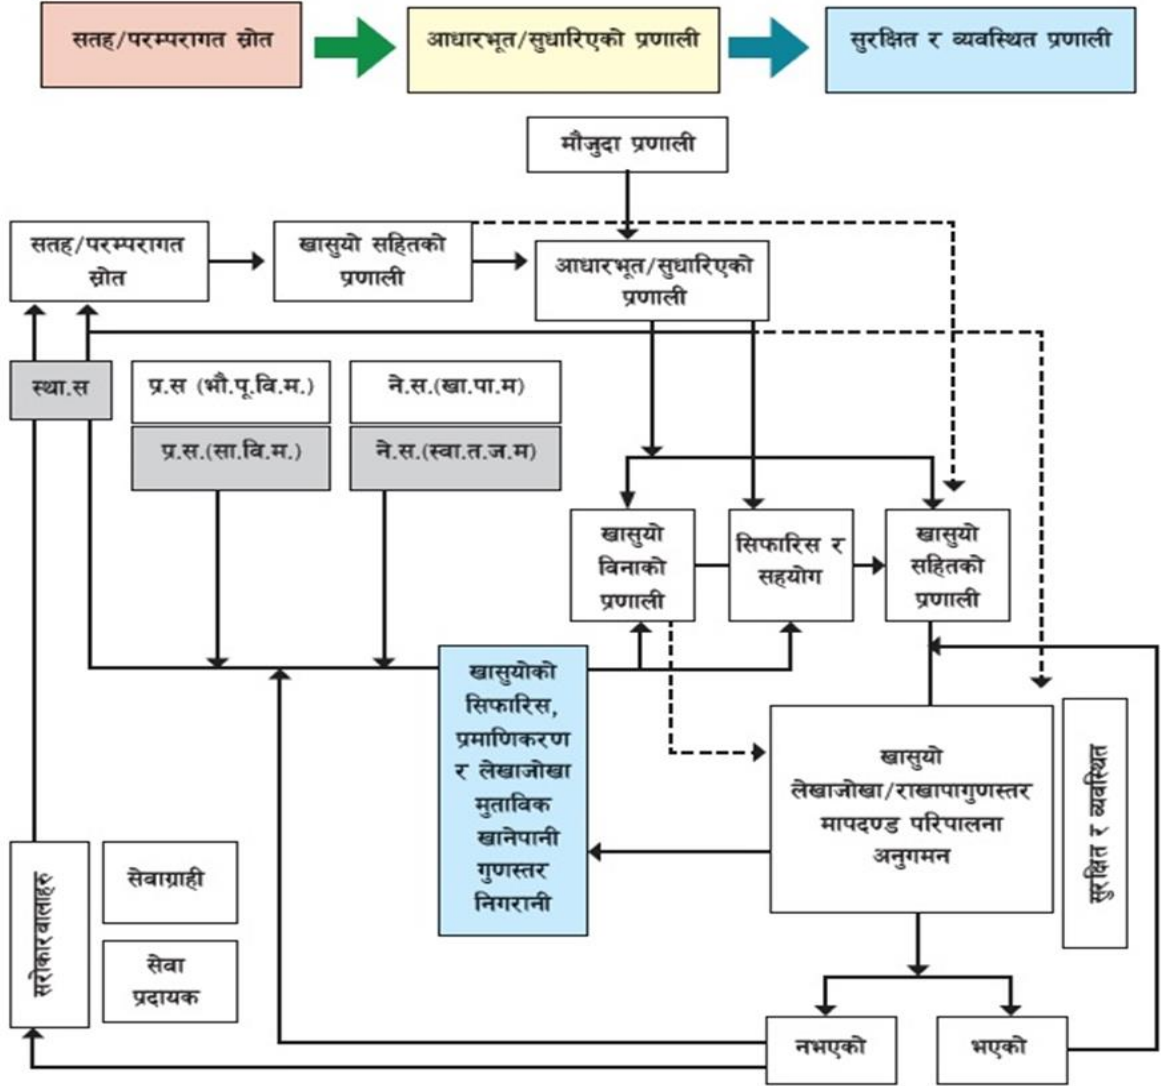 सतह/परम्परागत स्रोत
आधारभूत/सुधारिएको प्रणाली
सुरक्षित र व्यवस्थित प्रणाली
मौजुदा प्रणाली
सतह/परम्परागत
स्रोत
खासुयो सहितको
प्रणाली
आधारभूत/सुधारिएको
प्रणाली
स्था.स
प्र.स (भौ.पू.वि.म.)
ने.स.(खा.पा.म)
प्र.स.(सा.वि.म.)
ने.स.(स्वा.त.ज.म)
खासुयो
विनाको
प्रणाली
सिफारिस र
सहयोग
खासुयो
सहितको
प्रणाली
खासुयोको
सिफारिस,
प्रमाणिकरण
र लेखाजोखा
मुताविक
खानेपानी
गुणस्तर
निगरानी
खासुयो
लेखाजोखा/राखापागुणस्तर
मापदण्ड परिपालना
अनुगमन
सुरक्षित र व्यवस्थित
सरोकारवालाहरु
सेवाग्राही
सेवा
प्रदायक
नभएको
भएको